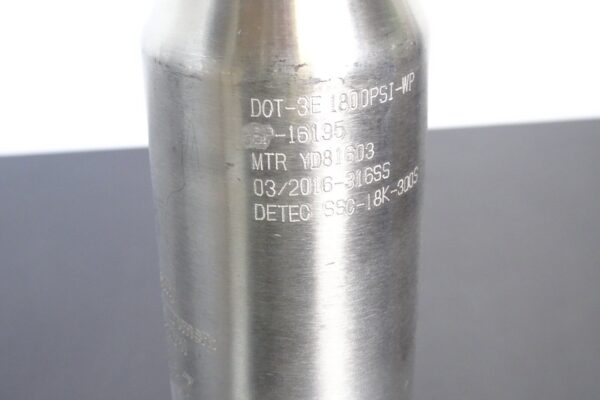 DOT-3E 1800PSI-WP
-16195
MTR YD81603
03/2016-316SS
DETEC SSC-18K-300S